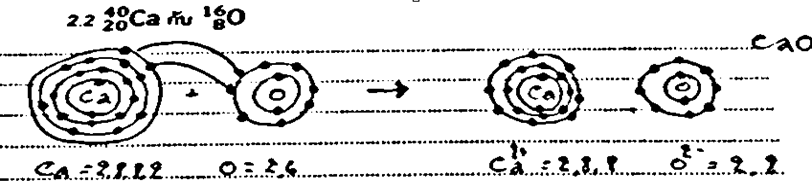 2.2 ⁴⁰₂₀Ca กับ ¹⁶₈O
CaO
Ca + O → Ca O
Ca = 2,8,8,2 O = 2,6 Ca²⁺ = 2,8,8 O²⁻ = 2,8